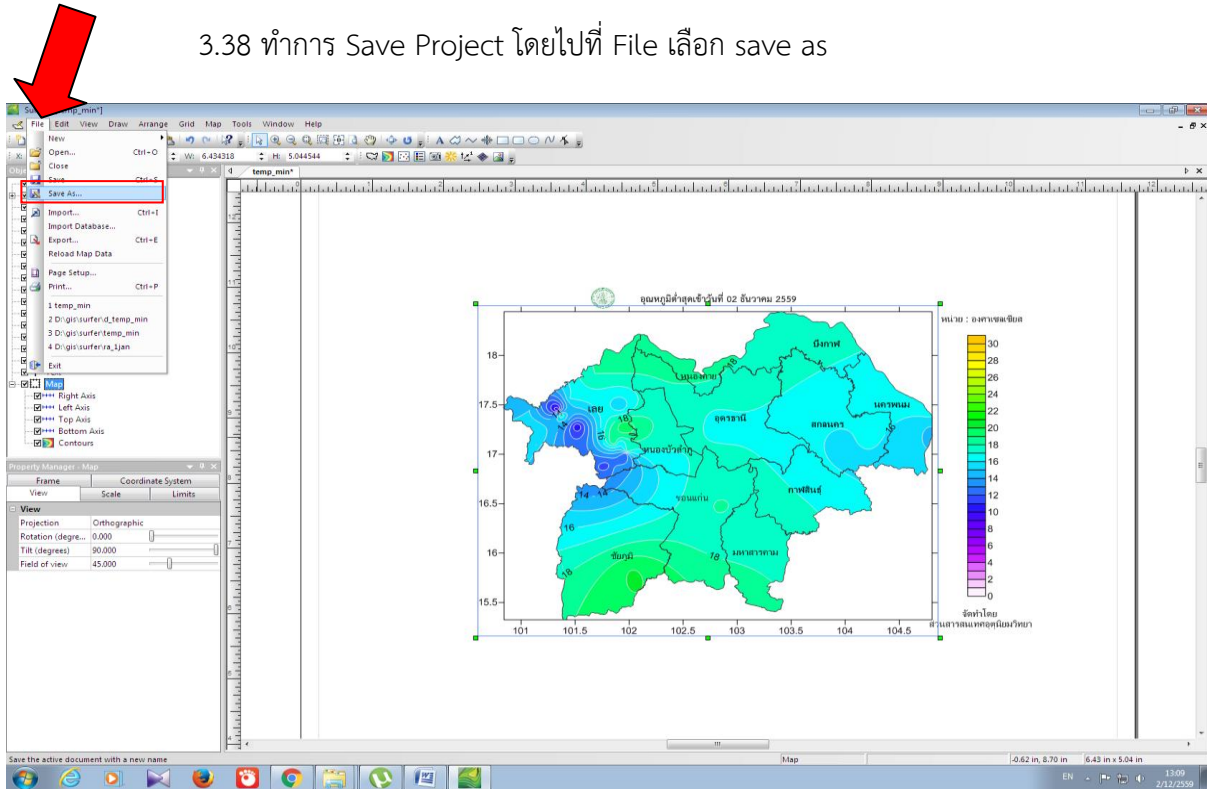 3.38 ทำการ Save Project โดยไปที่ File เลือก save as
File Edit View Draw Arrange Grid Map Tools Window Help
New
Open... Ctrl+O
Close
Save Ctrl+S
Save As...
Import... Ctrl+I
Import Database...
Export... Ctrl+E
Reload Map Data
Page Setup...
Print... Ctrl+P
1 temp_min
2 D:\gis\surfer\d_temp_min
3 D:\gis\surfer\temp_min
4 D:\gis\surfer\ra_1jan
Exit
W: 6.434318 H: 5.044544
temp_min*
Map
Right Axis
Left Axis
Top Axis
Bottom Axis
Contours
Property Manager - Map
Frame Coordinate System
View Scale Limits
View
Projection Orthographic
Rotation (degre... 0.000
Tilt (degrees) 90.000
Field of view 45.000
อุณหภูมิต่ำสุดเช้าวันที่ 02 ธันวาคม 2559
หน่วย : องศาเซลเซียส
บึงกาฬ
หนองคาย
เลย
อุดรธานี
นครพนม
สกลนคร
หนองบัวลำภู
กาฬสินธุ์
ขอนแก่น
มหาสารคาม
ชัยภูมิ
18
17.5
17
16.5
16
15.5
101 101.5 102 102.5 103 103.5 104 104.5
30
28
26
24
22
20
18
16
14
12
10
8
6
4
2
0
จัดทำโดย
ส่วนสารสนเทศอุตุนิยมวิทยา
Save the active document with a new name
Map
-0.62 in, 8.70 in
6.43 in x 5.04 in
EN
13:09
2/12/2559